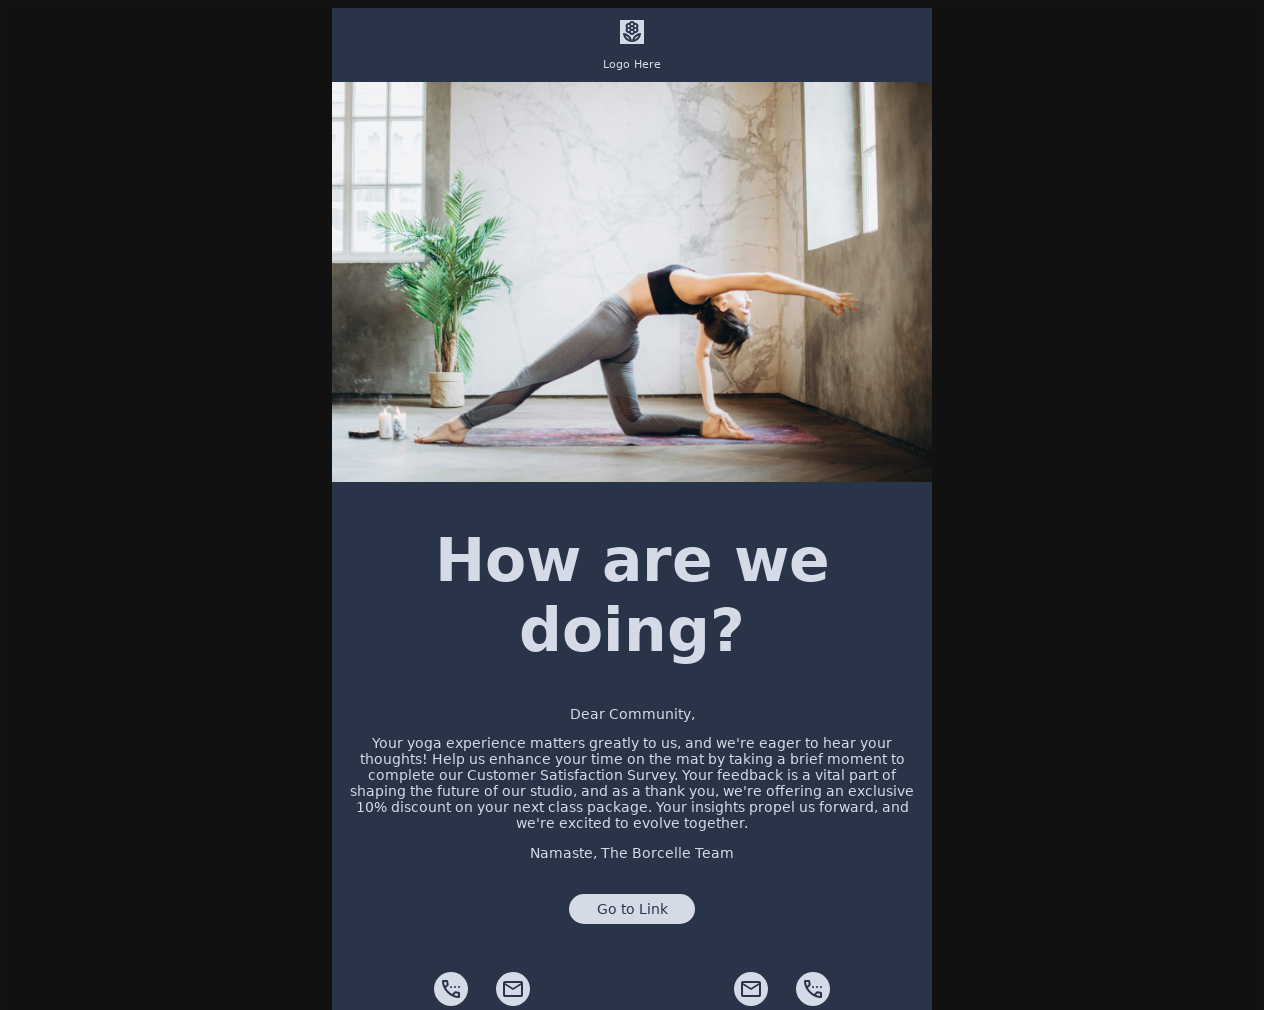 Logo Here
How are we
doing?
Dear Community,
Your yoga experience matters greatly to us, and we're eager to hear your
thoughts! Help us enhance your time on the mat by taking a brief moment to
complete our Customer Satisfaction Survey. Your feedback is a vital part of
shaping the future of our studio, and as a thank you, we're offering an exclusive
10% discount on your next class package. Your insights propel us forward, and
we're excited to evolve together.
Namaste, The Borcelle Team
Go to Link